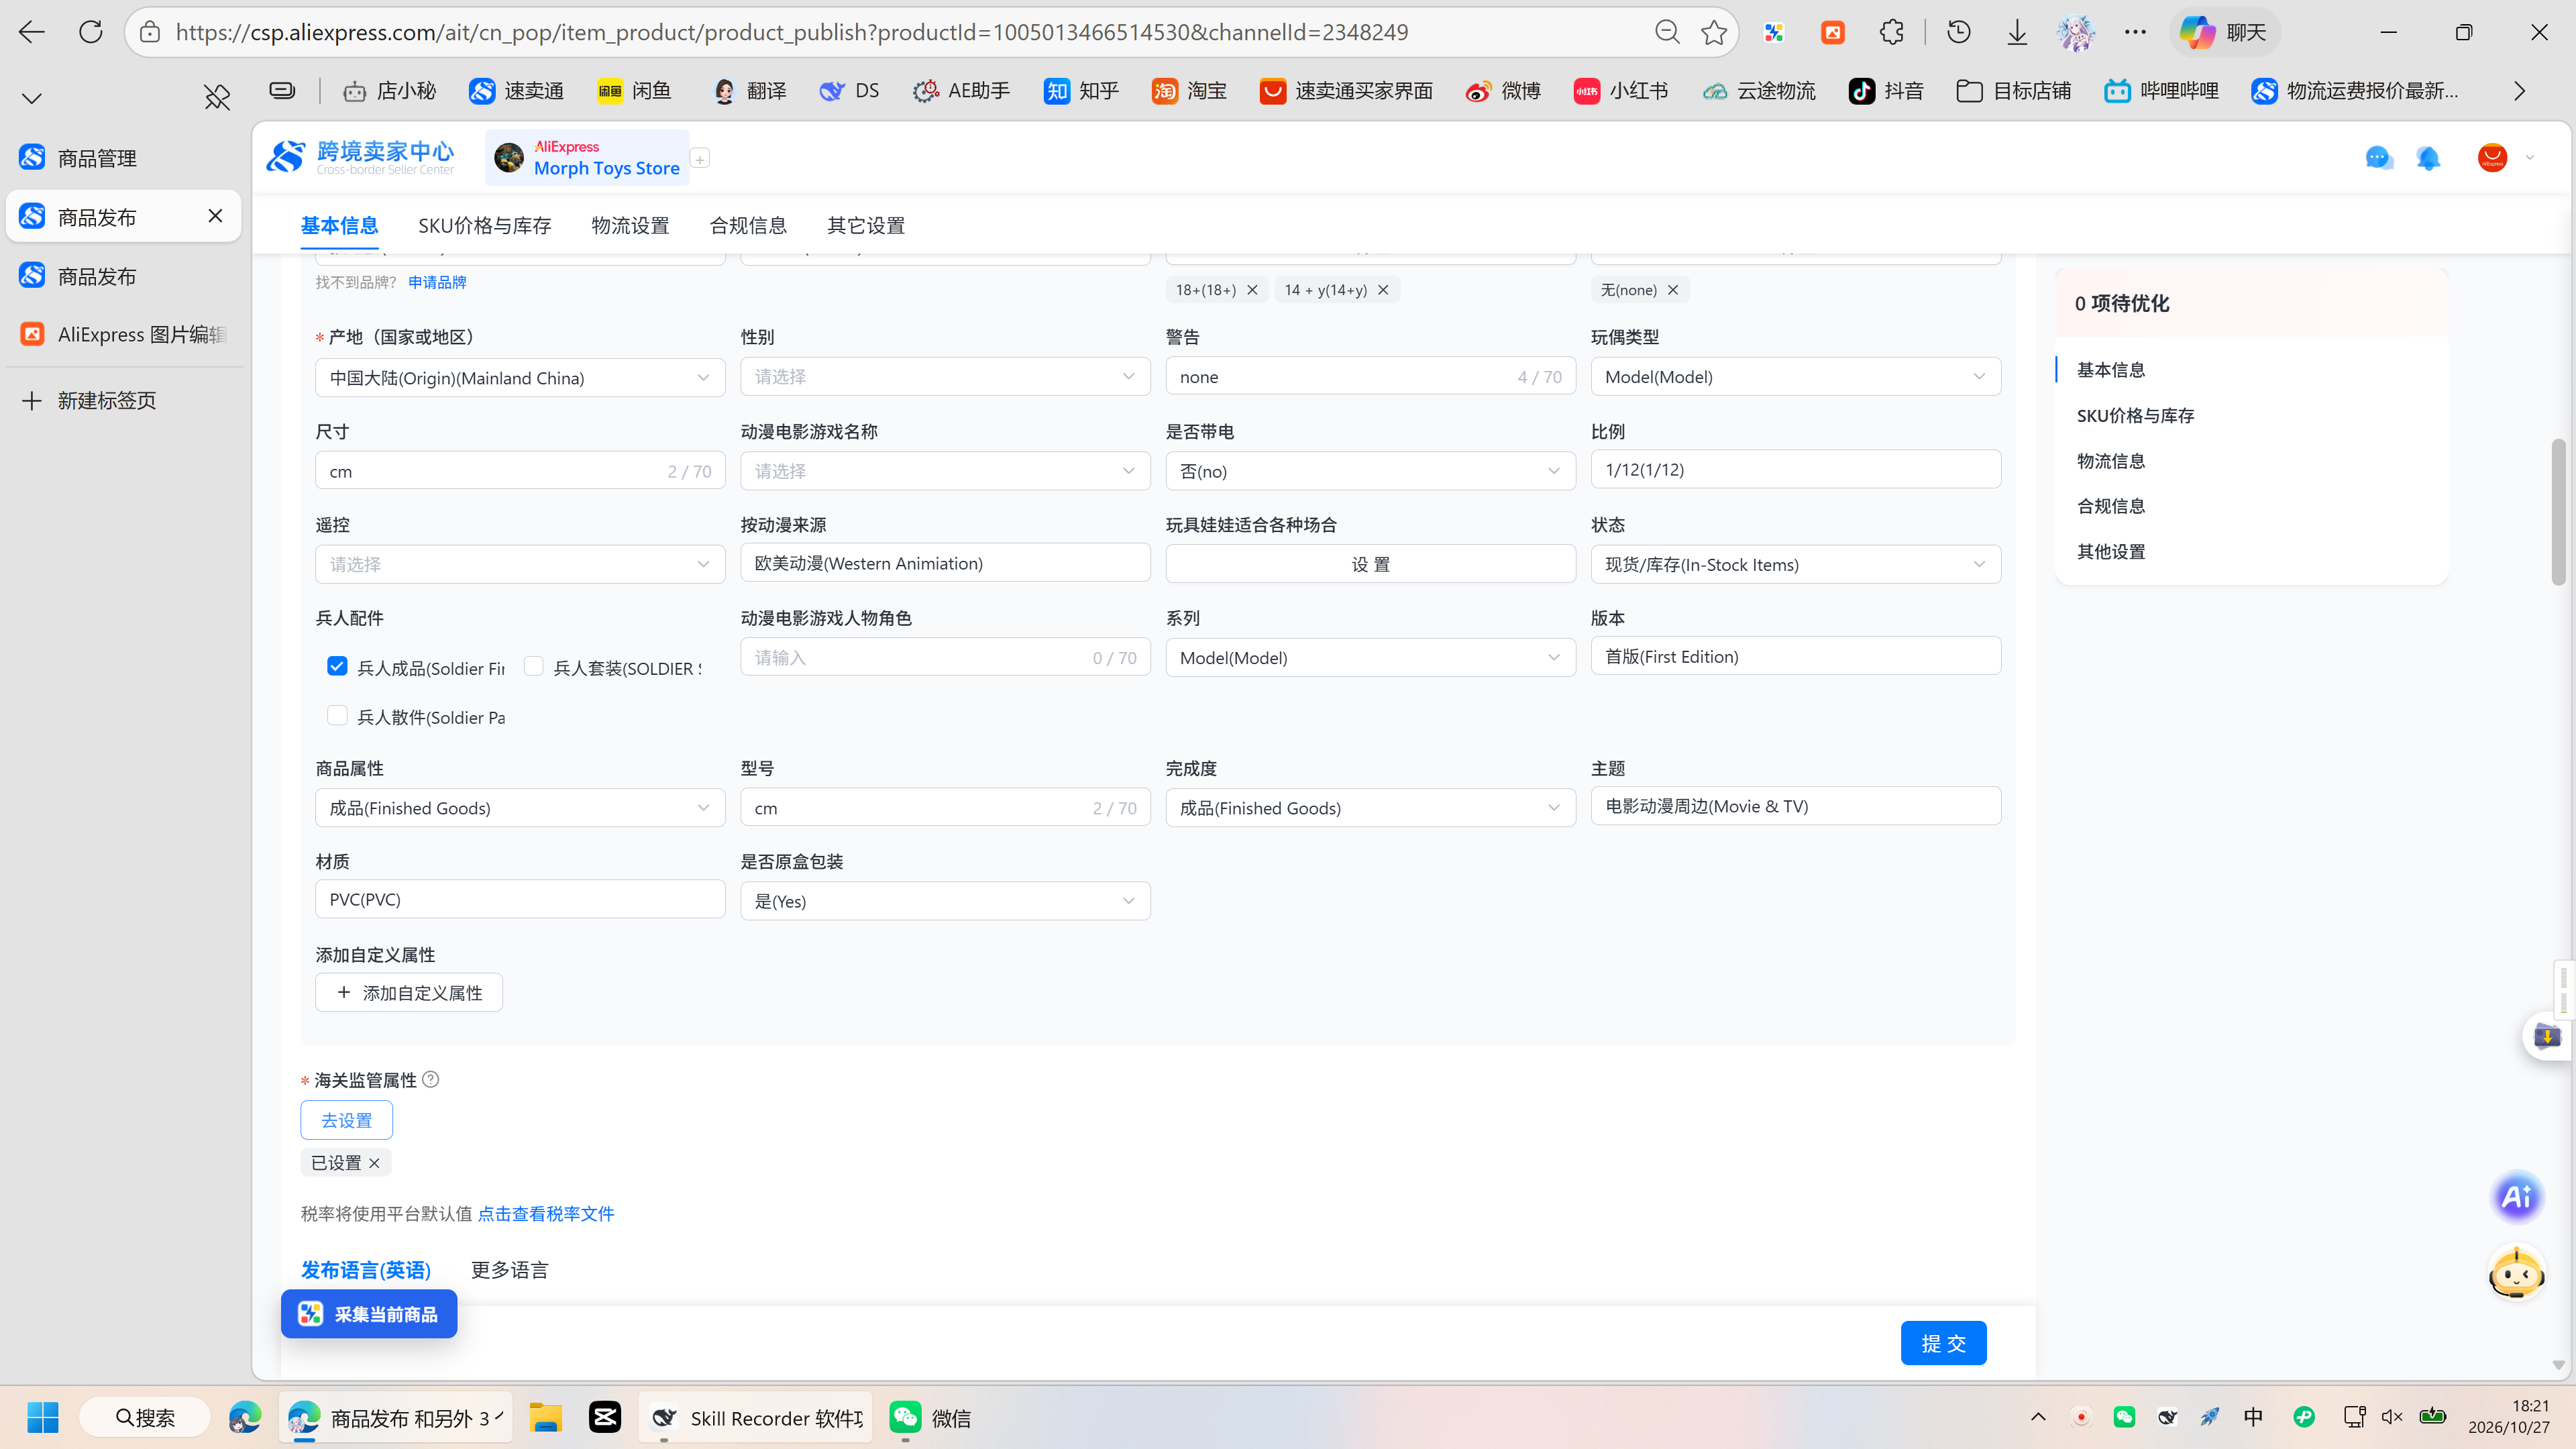 https://csp.aliexpress.com/ait/cn_pop/item_product/product_publish?productId=1005013466514530&channelId=2348249
聊天
店小秘 速卖通 闲鱼 翻译 DS AE助手 知乎 淘宝 速卖通买家界面 微博 小红书 云途物流 抖音 目标店铺 哔哩哔哩 物流运费报价最新...
商品管理
商品发布
商品发布
AliExpress 图片编辑
新建标签页
跨境卖家中心
Cross-border Seller Center
AliExpress
Morph Toys Store
基本信息 SKU价格与库存 物流设置 合规信息 其它设置
找不到品牌? 申请品牌
18+(18+) 14 + y(14+y) 无(none)
* 产地（国家或地区） 性别 警告 玩偶类型
中国大陆(Origin)(Mainland China) 请选择 none 4 / 70 Model(Model)
尺寸 动漫电影游戏名称 是否带电 比例
cm 2 / 70 请选择 否(no) 1/12(1/12)
遥控 按动漫来源 玩具娃娃适合各种场合 状态
请选择 欧美动漫(Western Animiation) 设 置 现货/库存(In-Stock Items)
兵人配件 动漫电影游戏人物角色 系列 版本
兵人成品(Soldier Fir 兵人套装(SOLDIER 请输入 0 / 70 Model(Model) 首版(First Edition)
兵人散件(Soldier Pa
商品属性 型号 完成度 主题
成品(Finished Goods) cm 2 / 70 成品(Finished Goods) 电影动漫周边(Movie & TV)
材质 是否原盒包装
PVC(PVC) 是(Yes)
添加自定义属性
添加自定义属性
* 海关监管属性
去设置
已设置
税率将使用平台默认值 点击查看税率文件
发布语言(英语) 更多语言
采集当前商品
提 交
0 项待优化
基本信息
SKU价格与库存
物流信息
合规信息
其他设置
Ai
搜索
商品发布 和另外 3
Skill Recorder 软件
微信
中
18:21
2026/10/27